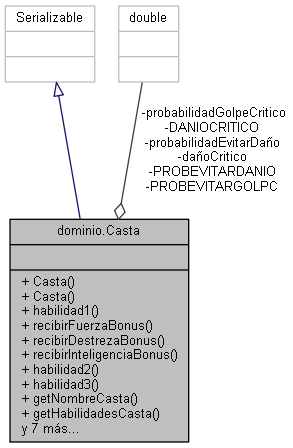 Serializable
double
-probabilidadGolpeCritico
-DANIOCRITICO
-probabilidadEvitarDaño
-dañoCritico
-PROBEVITARDANIO
-PROBEVITARGOLPC
dominio.Casta
+ Casta()
+ Casta()
+ habilidad1()
+ recibirFuerzaBonus()
+ recibirDestrezaBonus()
+ recibirInteligenciaBonus()
+ habilidad2()
+ habilidad3()
+ getNombreCasta()
+ getHabilidadesCasta()
y 7 más...